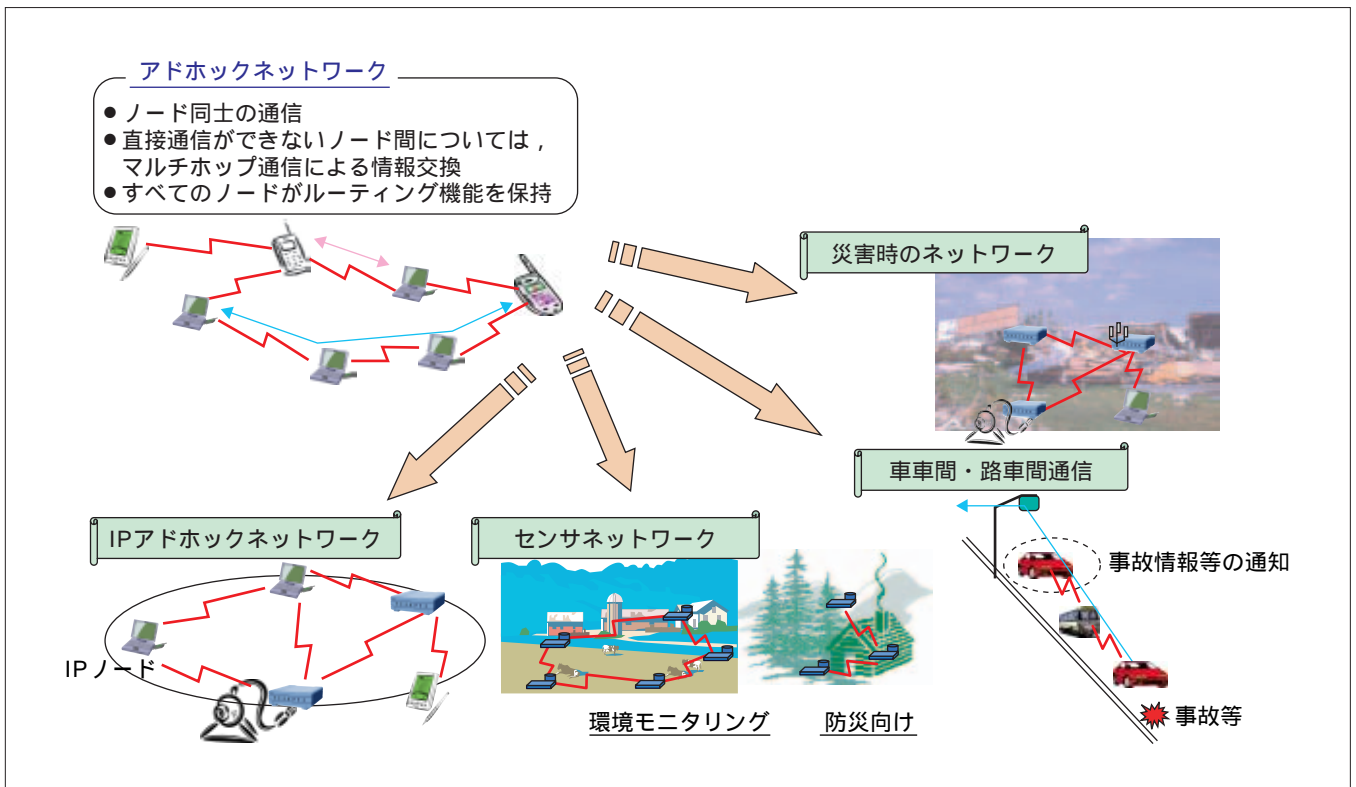 アドホックネットワーク
● ノード同士の通信
● 直接通信ができないノード間については，
マルチホップ通信による情報交換
● すべてのノードがルーティング機能を保持
災害時のネットワーク
車車間・路車間通信
事故情報等の通知
事故等
IPアドホックネットワーク
IPノード
センサネットワーク
環境モニタリング
防災向け